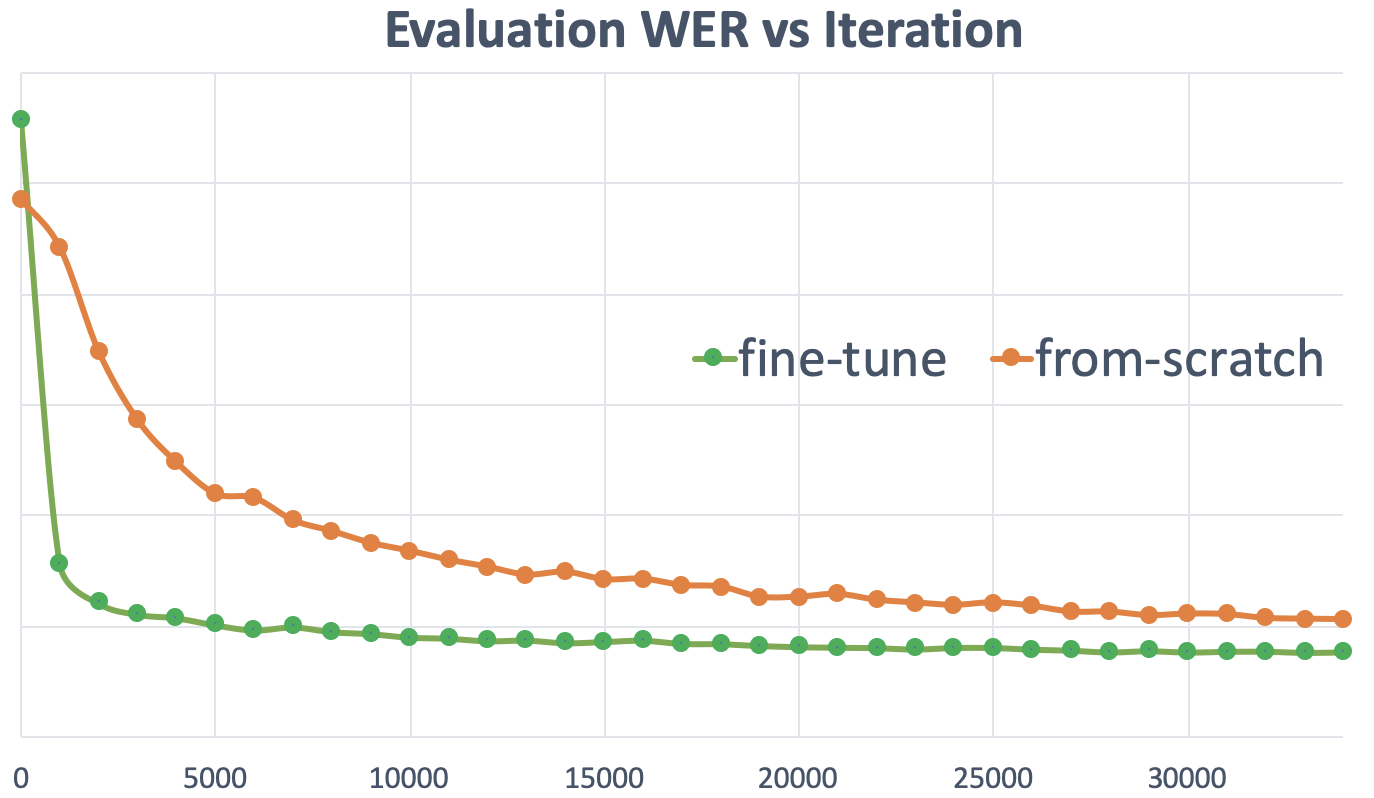 Evaluation WER vs Iteration
fine-tune from-scratch
0 5000 10000 15000 20000 25000 30000